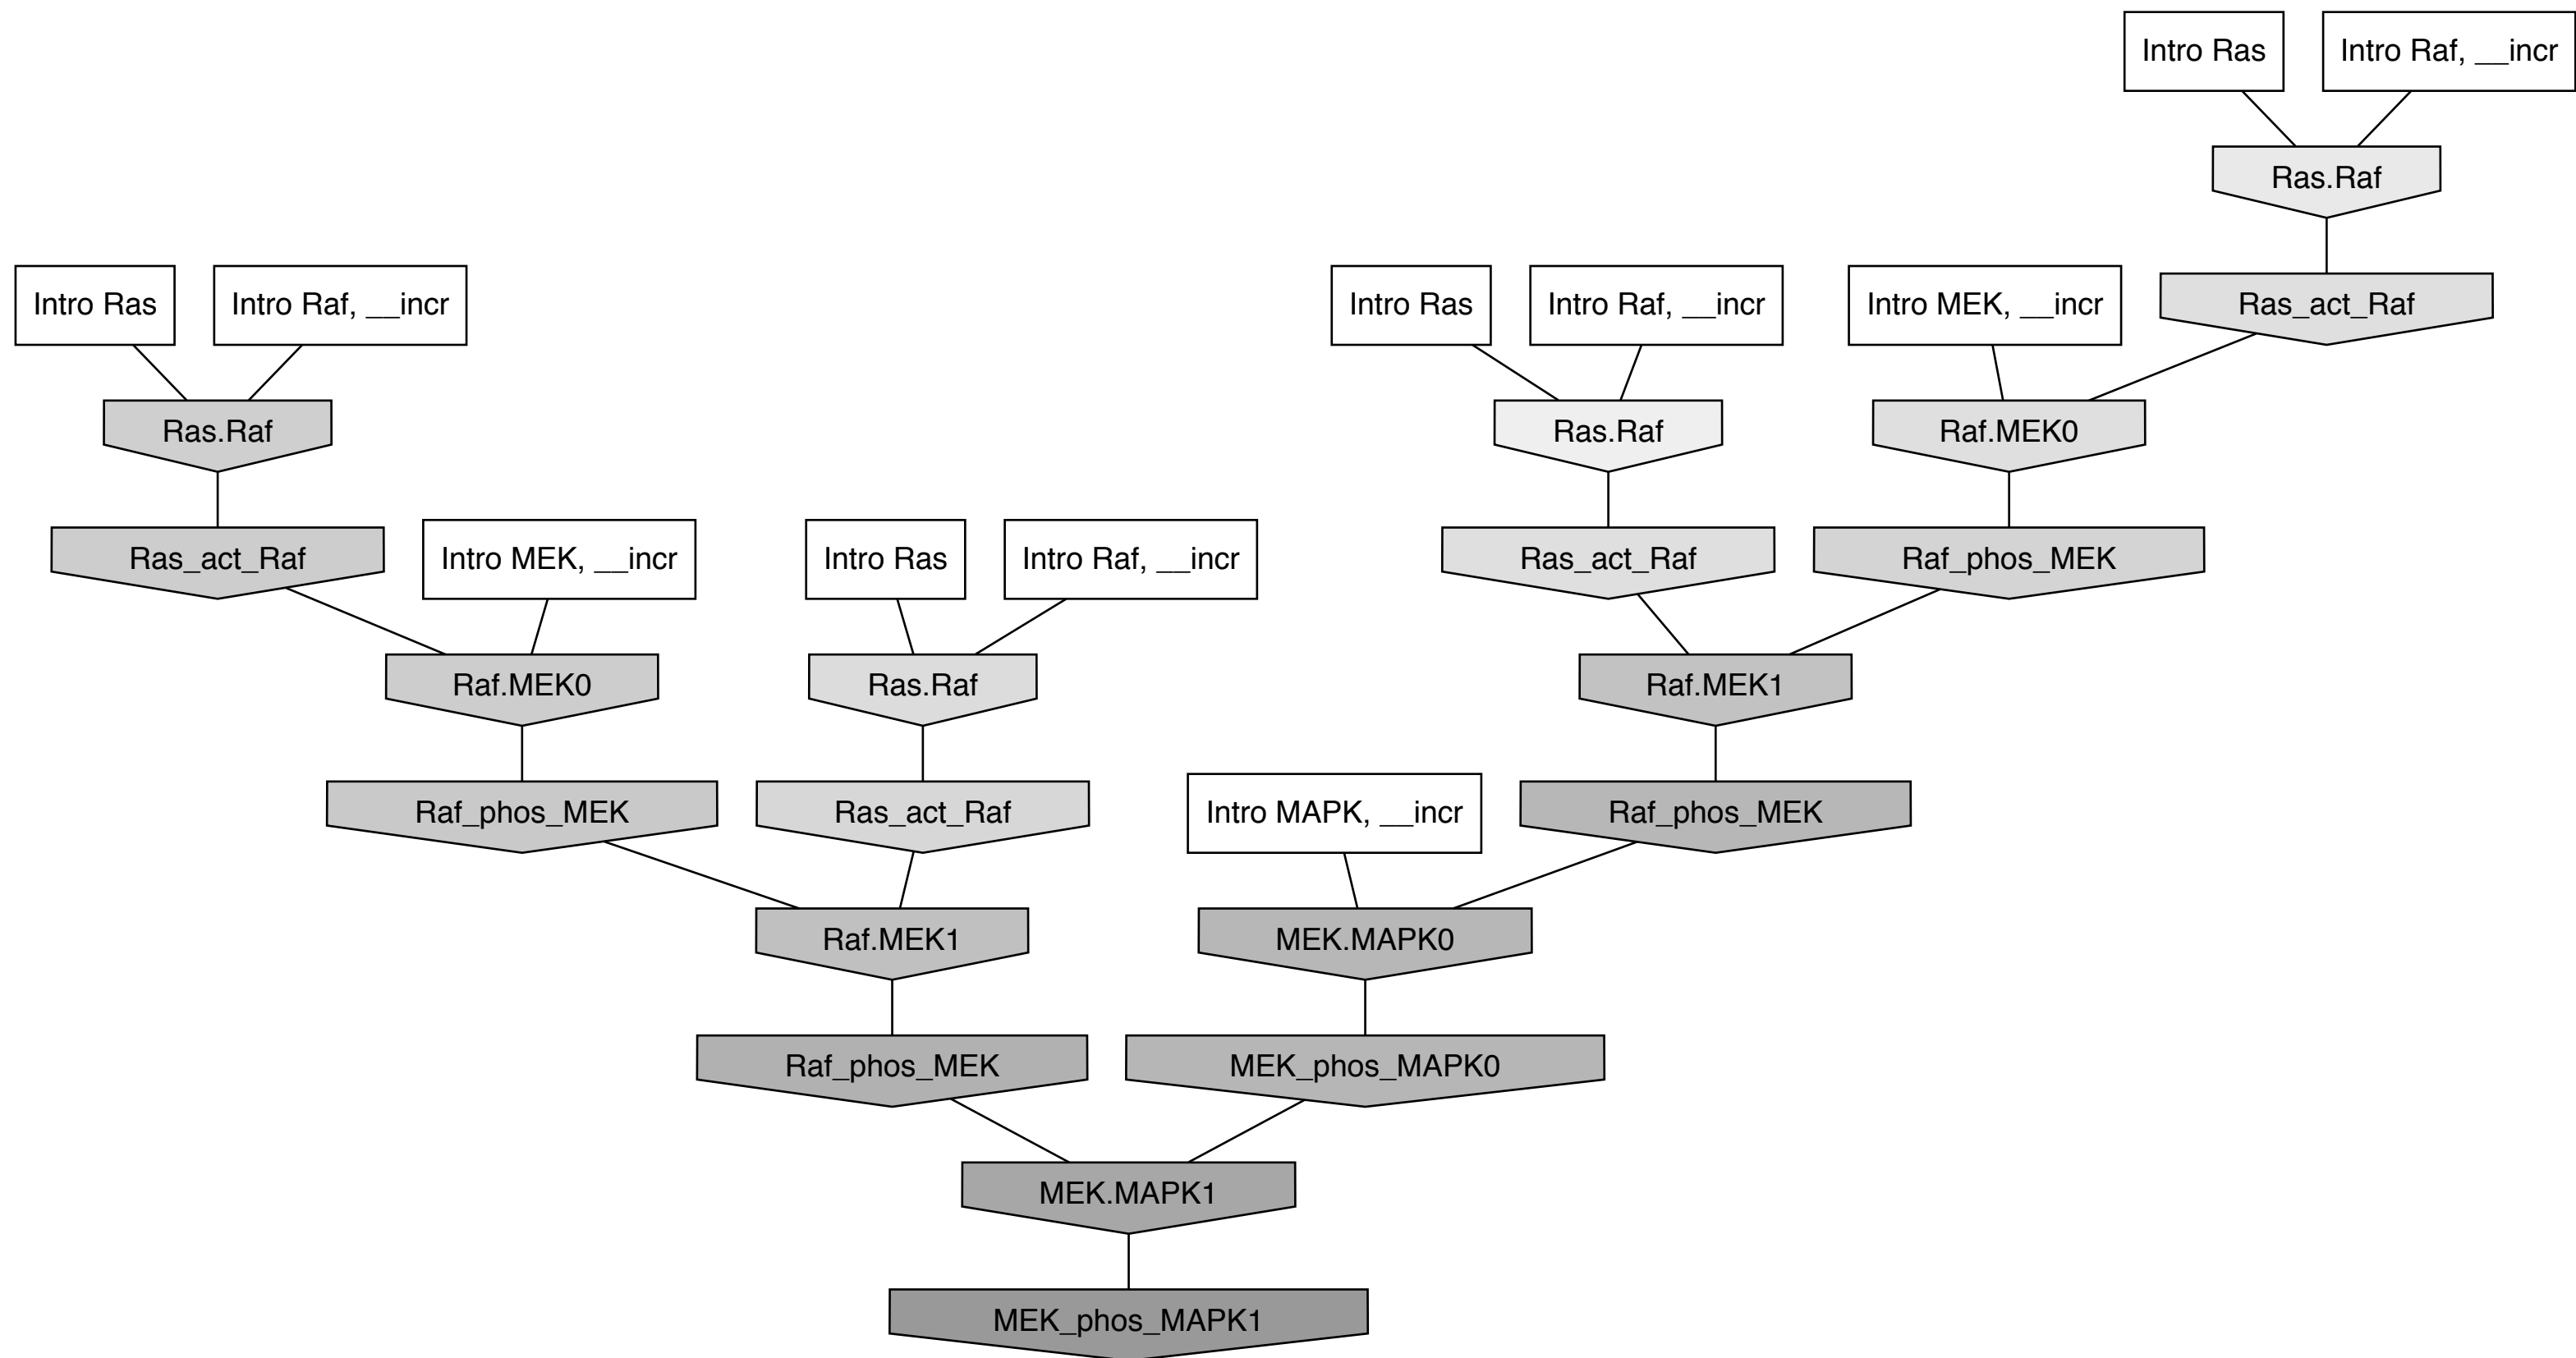 Intro Ras
Intro Raf, __incr
Ras.Raf
Intro Ras
Intro Raf, __incr
Intro Ras
Intro Raf, __incr
Intro MEK, __incr
Ras_act_Raf
Ras.Raf
Ras.Raf
Raf.MEK0
Ras_act_Raf
Intro MEK, __incr
Intro Ras
Intro Raf, __incr
Ras_act_Raf
Raf_phos_MEK
Raf.MEK0
Ras.Raf
Raf.MEK1
Raf_phos_MEK
Ras_act_Raf
Intro MAPK, __incr
Raf_phos_MEK
Raf.MEK1
MEK.MAPK0
Raf_phos_MEK
MEK_phos_MAPK0
MEK.MAPK1
MEK_phos_MAPK1